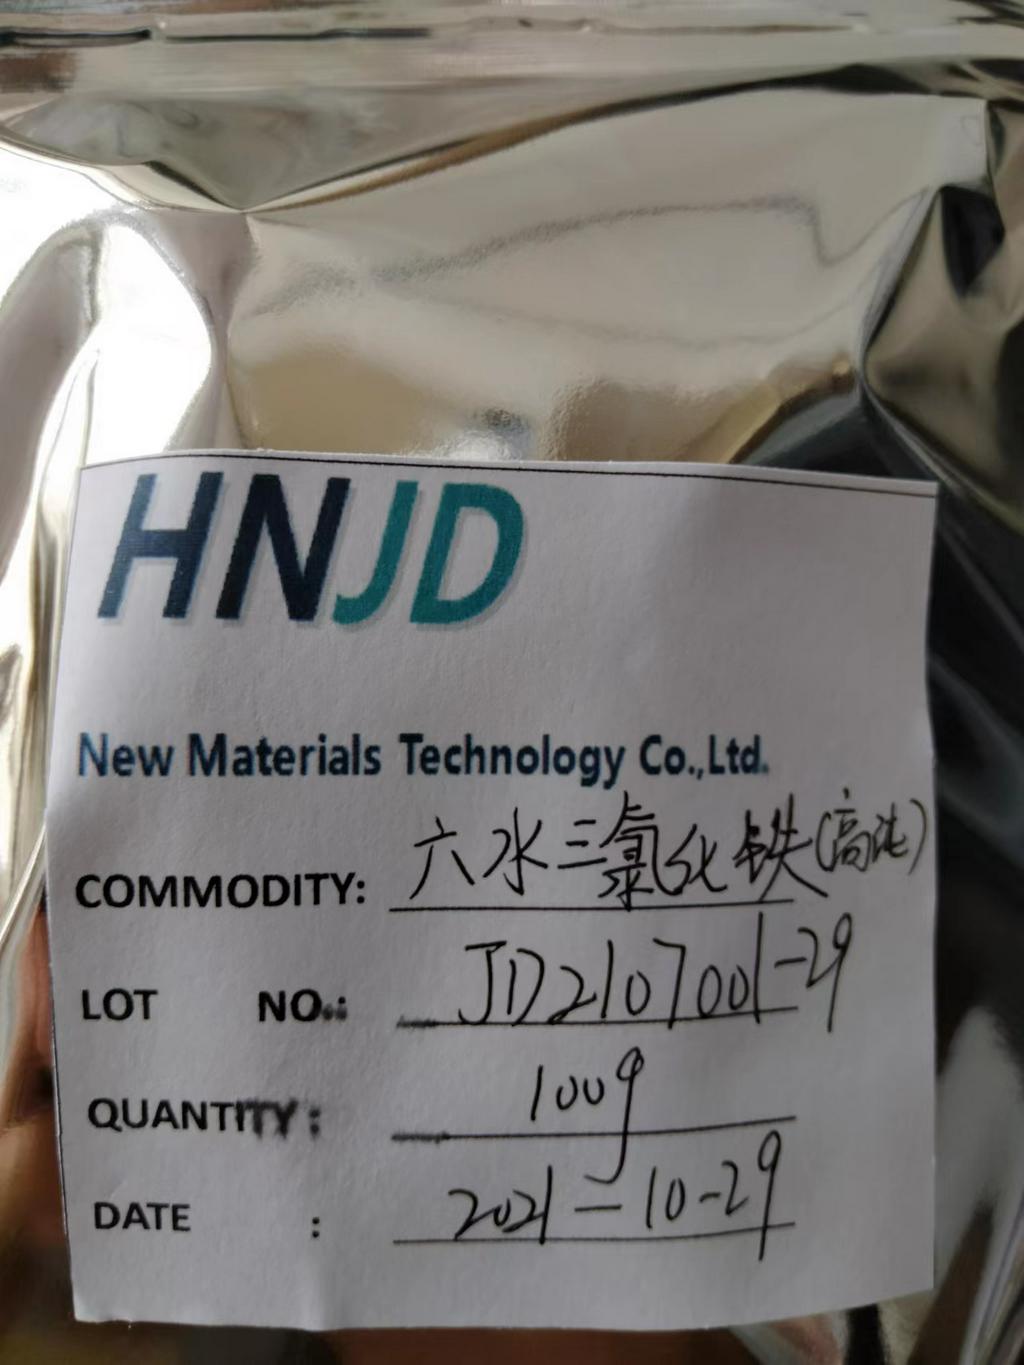 HNJD
New Materials Technology Co.,Ltd.
COMMODITY: 六水三氯化铁(高纯)
LOT NO.: JD2107001-29
QUANTITY: 100g
DATE : 2021-10-29